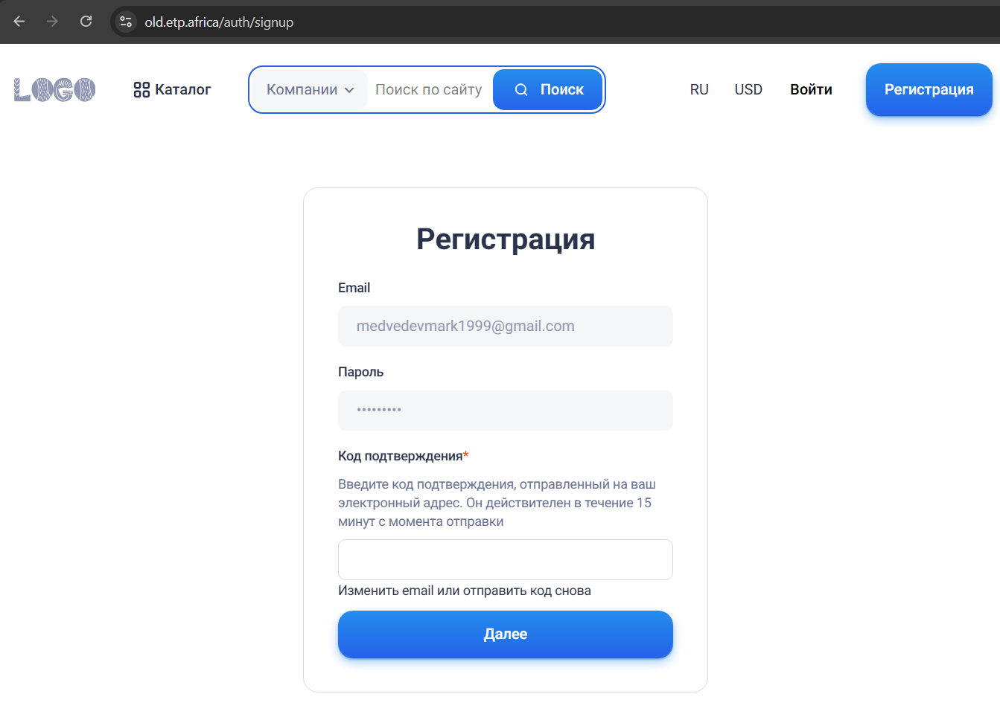 old.etp.africa/auth/signup
LOGO
Каталог
Компании
Поиск по сайту
Поиск
RU
USD
Войти
Регистрация
Регистрация
Email
medvedevmark1999@gmail.com
Пароль
•••••••••
Код подтверждения*
Введите код подтверждения, отправленный на ваш
электронный адрес. Он действителен в течение 15
минут с момента отправки
Изменить email или отправить код снова
Далее